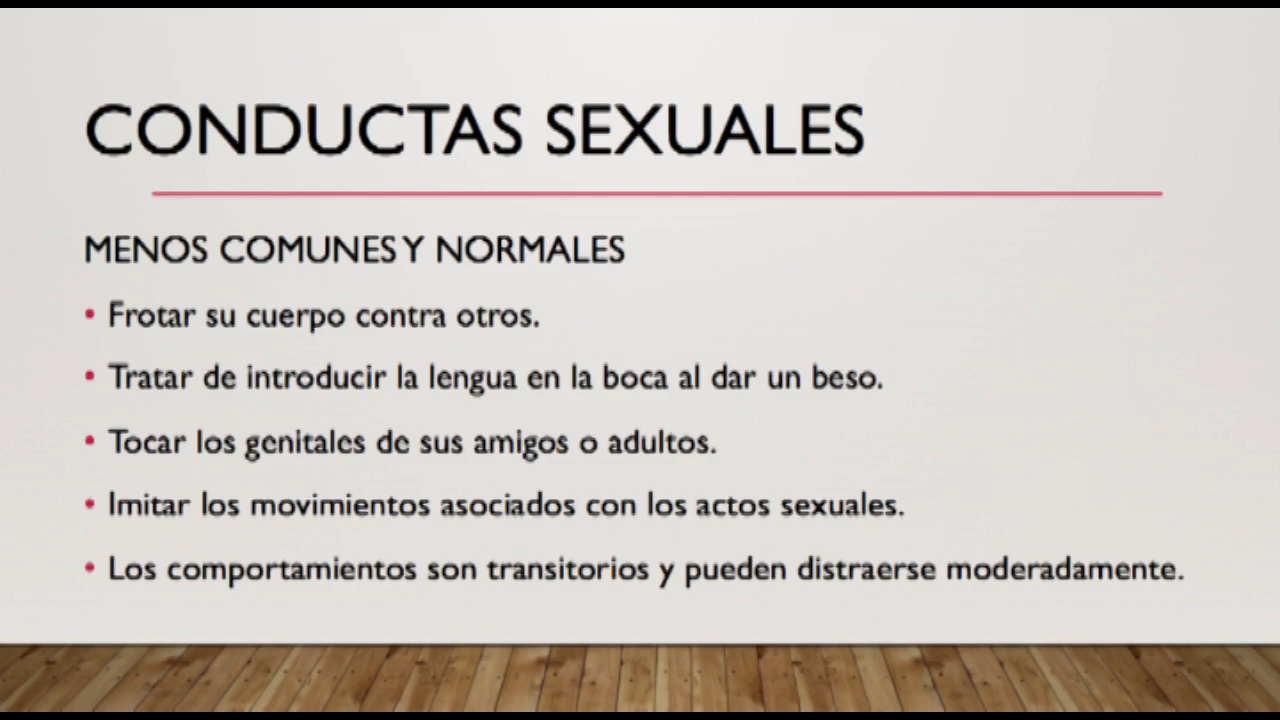 CONDUCTAS SEXUALES
MENOS COMUNES Y NORMALES
• Frotar su cuerpo contra otros.
• Tratar de introducir la lengua en la boca al dar un beso.
• Tocar los genitales de sus amigos o adultos.
• Imitar los movimientos asociados con los actos sexuales.
• Los comportamientos son transitorios y pueden distraerse moderadamente.